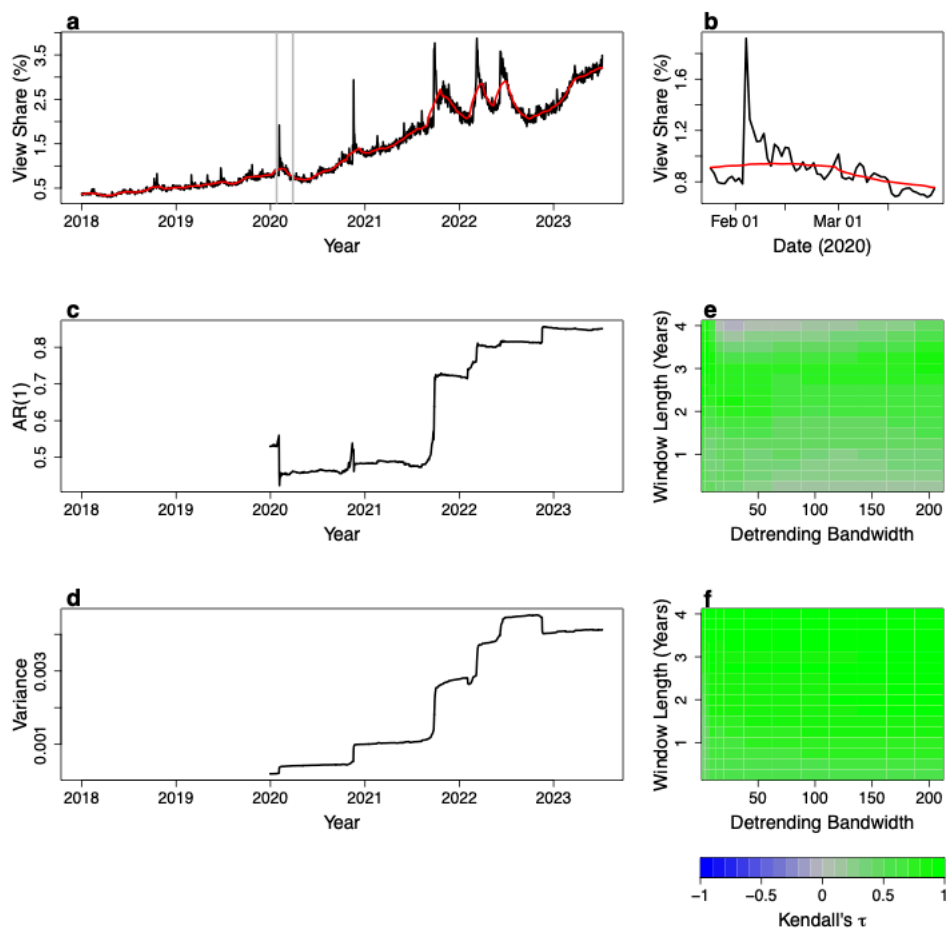 a
View Share (%)
0.5 1.5 2.5 3.5
2018 2019 2020 2021 2022 2023
Year
b
View Share (%)
0.8 1.2 1.6
Feb 01 Mar 01
Date (2020)
c
AR(1)
0.5 0.6 0.7 0.8
2018 2019 2020 2021 2022 2023
Year
e
Window Length (Years)
1 2 3 4
50 100 150 200
Detrending Bandwidth
d
Variance
0.001 0.003
2018 2019 2020 2021 2022 2023
Year
f
Window Length (Years)
1 2 3 4
50 100 150 200
Detrending Bandwidth
−1 −0.5 0 0.5 1
Kendall's τ